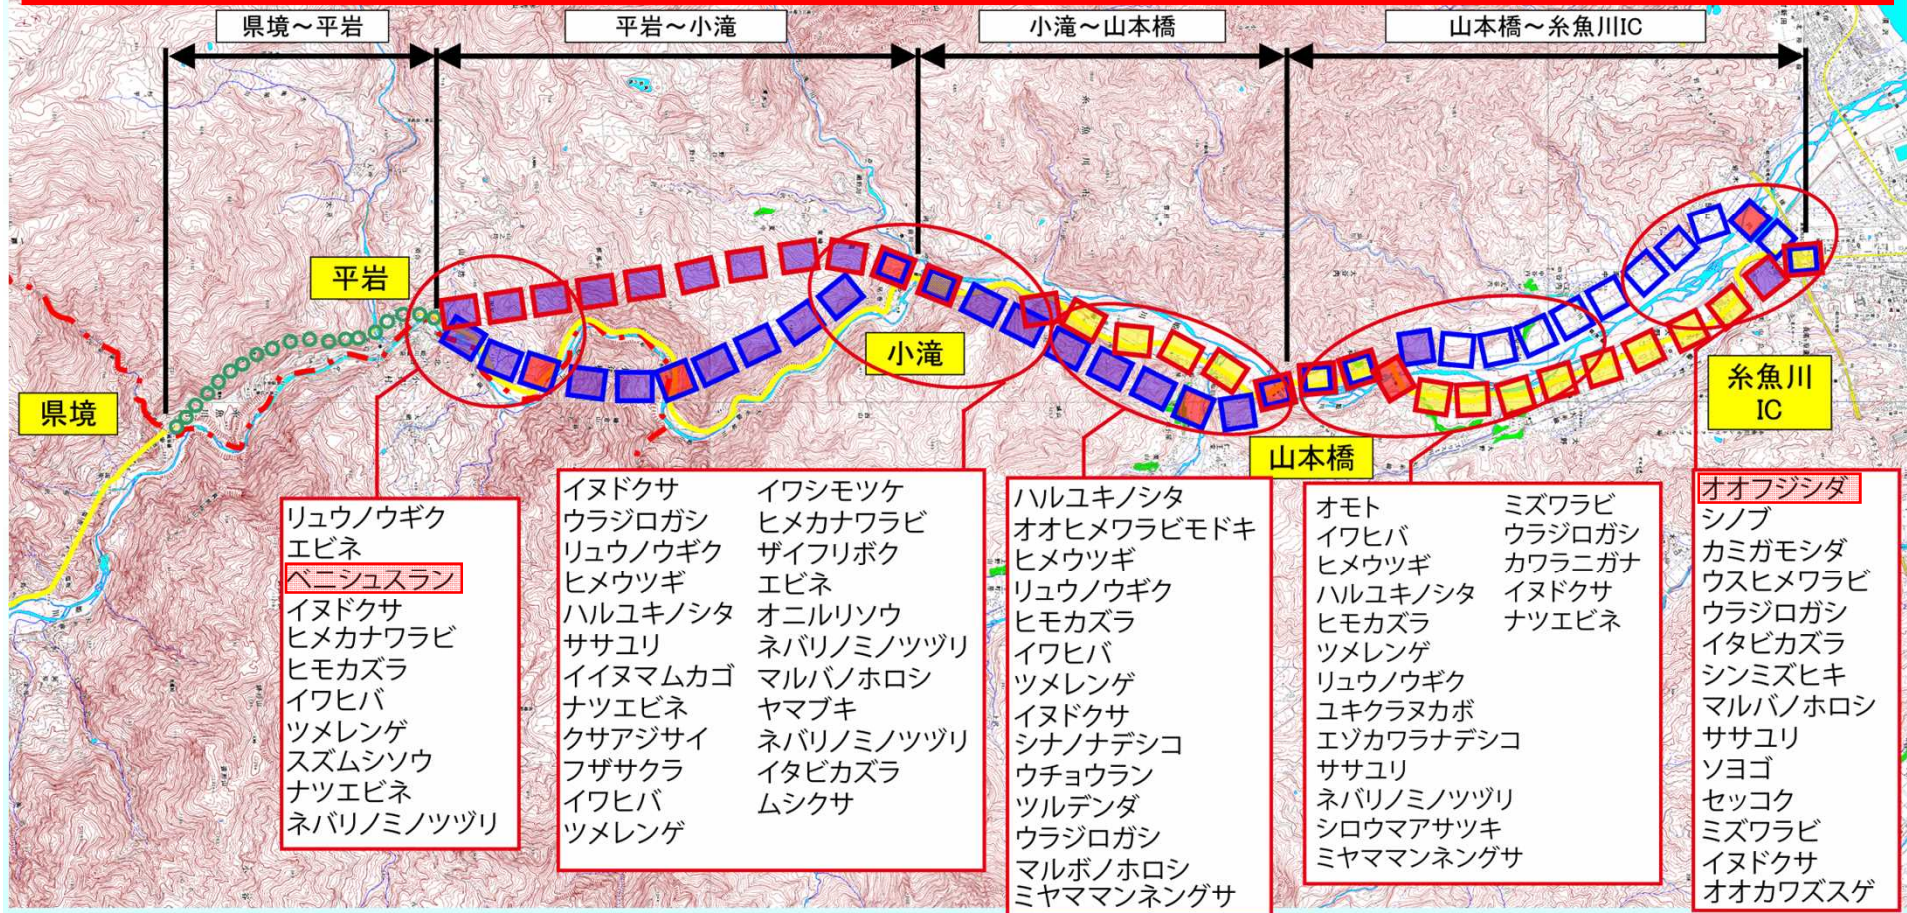 県境～平岩
平岩～小滝
小滝～山本橋
山本橋～糸魚川IC
平岩
県境
小滝
山本橋
糸魚川
IC
リュウノウギク
エビネ
ベニシュスラン
イヌドクサ
ヒメカナワラビ
ヒモカズラ
イワヒバ
ツメレンゲ
スズムシソウ
ナツエビネ
ネバリノミノツヅリ
イヌドクサ
ウラジロガシ
リュウノウギク
ヒメウツギ
ハルユキノシタ
ササユリ
イイヌマムカゴ
ナツエビネ
クサアジサイ
フザサクラ
イワヒバ
ツメレンゲ
イワシモツケ
ヒメカナワラビ
ザイフリボク
エビネ
オニルリソウ
ネバリノミノツヅリ
マルバノホロシ
ヤマブキ
ネバリノミノツヅリ
イタビカズラ
ムシクサ
ハルユキノシタ
オオヒメワラビモドキ
ヒメウツギ
リュウノウギク
ヒモカズラ
イワヒバ
ツメレンゲ
イヌドクサ
シナノナデシコ
ウチョウラン
ツルデンダ
ウラジロガシ
マルボノホロシ
ミヤママンネングサ
オモト
イワヒバ
ヒメウツギ
ハルユキノシタ
ヒモカズラ
ツメレンゲ
リュウノウギク
ユキクラヌカボ
エゾカワラナデシコ
ササユリ
ネバリノミノツヅリ
シロウマアサツキ
ミヤママンネングサ
ミズワラビ
ウラジロガシ
カワラニガナ
イヌドクサ
ナツエビネ
オオフジシダ
シノブ
カミガモシダ
ウスヒメワラビ
ウラジロガシ
イタビカズラ
シンミズヒキ
マルバノホロシ
ササユリ
ソヨゴ
セッコク
ミズワラビ
イヌドクサ
オオカワズスゲ